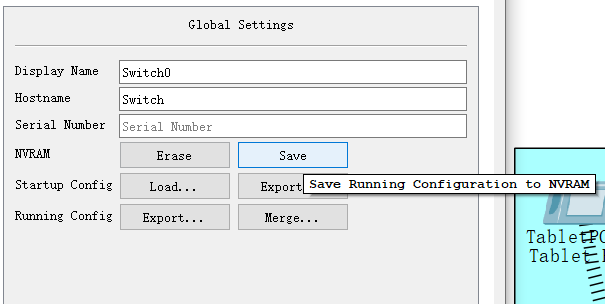 Global Settings
Display Name Switch0
Hostname Switch
Serial Number Serial Number
NVRAM Erase Save
Startup Config Load... Export
Save Running Configuration to NVRAM
Running Config Export... Merge...
TabletPC
Tablet